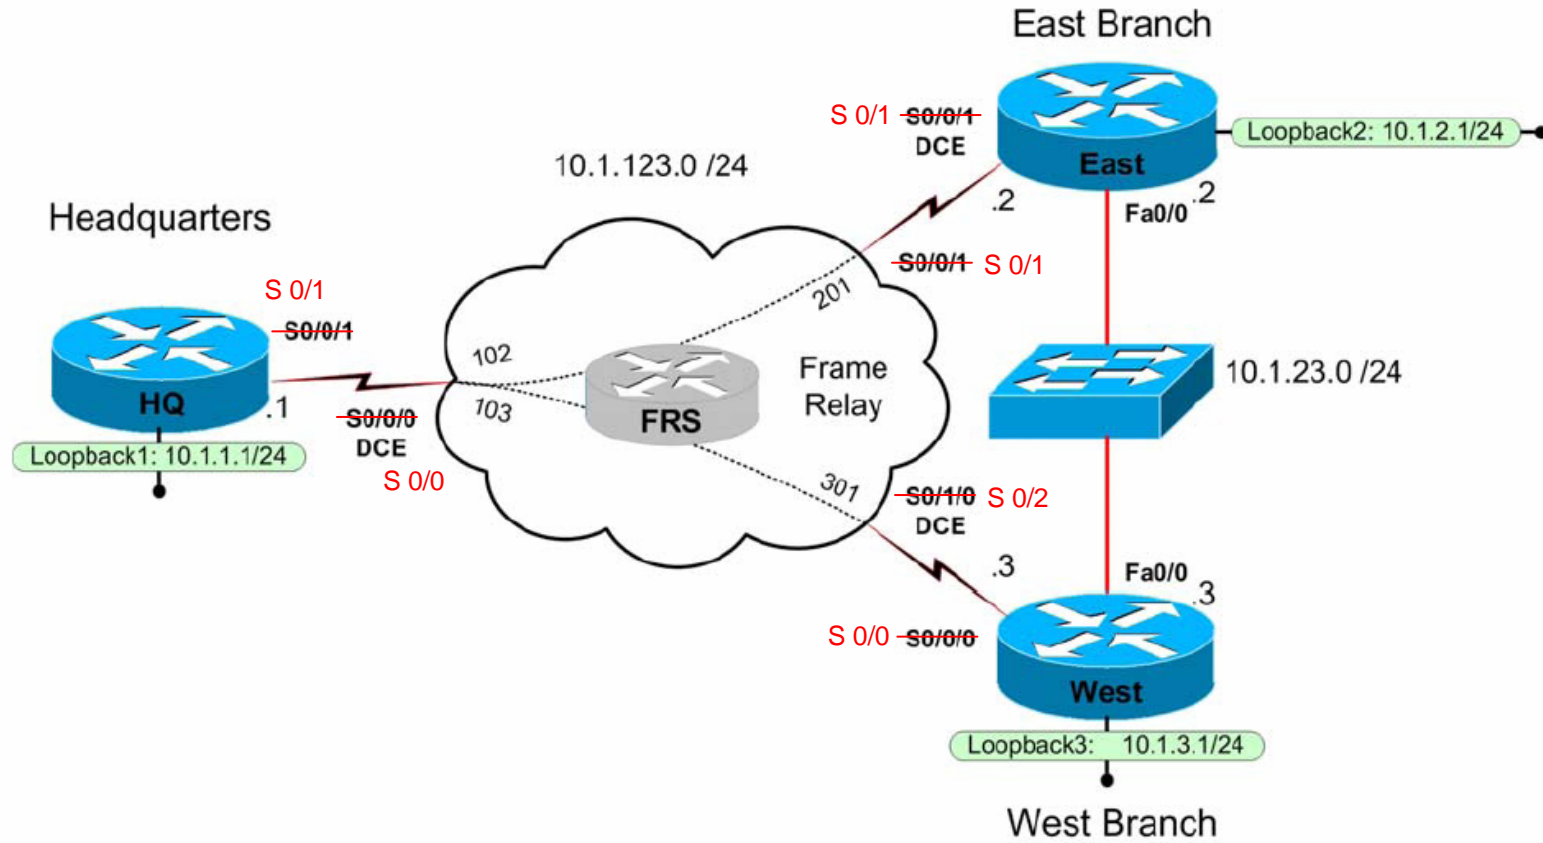 East Branch
S 0/1 S0/0/1
DCE
Loopback2: 10.1.2.1/24
East
10.1.123.0 /24
.2
.2
Fa0/0
Headquarters
S0/0/1 S 0/1
S 0/1
201
S0/0/1
102
Frame
Relay
10.1.23.0 /24
HQ
.1
103
FRS
S0/0/0
DCE
Loopback1: 10.1.1.1/24
S 0/0
301
S0/1/0 S 0/2
DCE
.3
Fa0/0
.3
S 0/0 S0/0/0
West
Loopback3: 10.1.3.1/24
West Branch